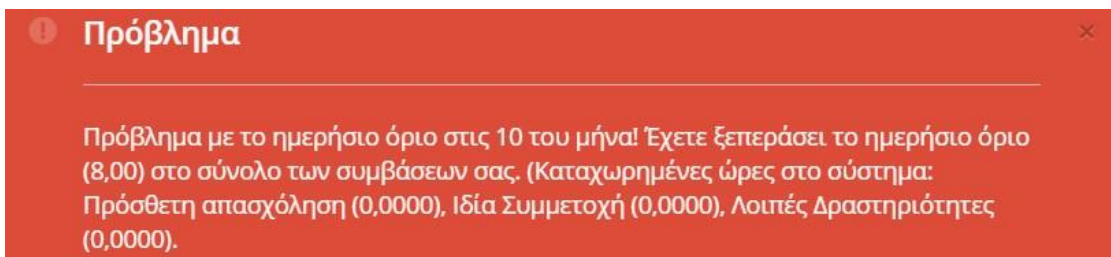 Πρόβλημα
Πρόβλημα με το ημερήσιο όριο στις 10 του μήνα! Έχετε ξεπεράσει το ημερήσιο όριο
(8,00) στο σύνολο των συμβάσεων σας. (Καταχωρημένες ώρες στο σύστημα:
Πρόσθετη απασχόληση (0,0000), Ιδία Συμμετοχή (0,0000), Λοιπές Δραστηριότητες
(0,0000).